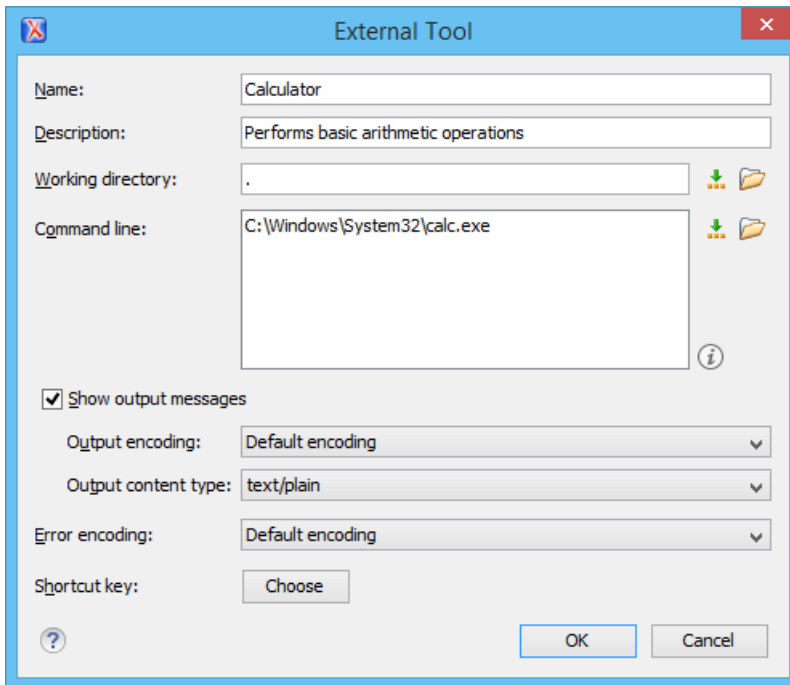 External Tool
Name: Calculator
Description: Performs basic arithmetic operations
Working directory: .
Command line: C:\Windows\System32\calc.exe
Show output messages
Output encoding: Default encoding
Output content type: text/plain
Error encoding: Default encoding
Shortcut key: Choose
OK Cancel